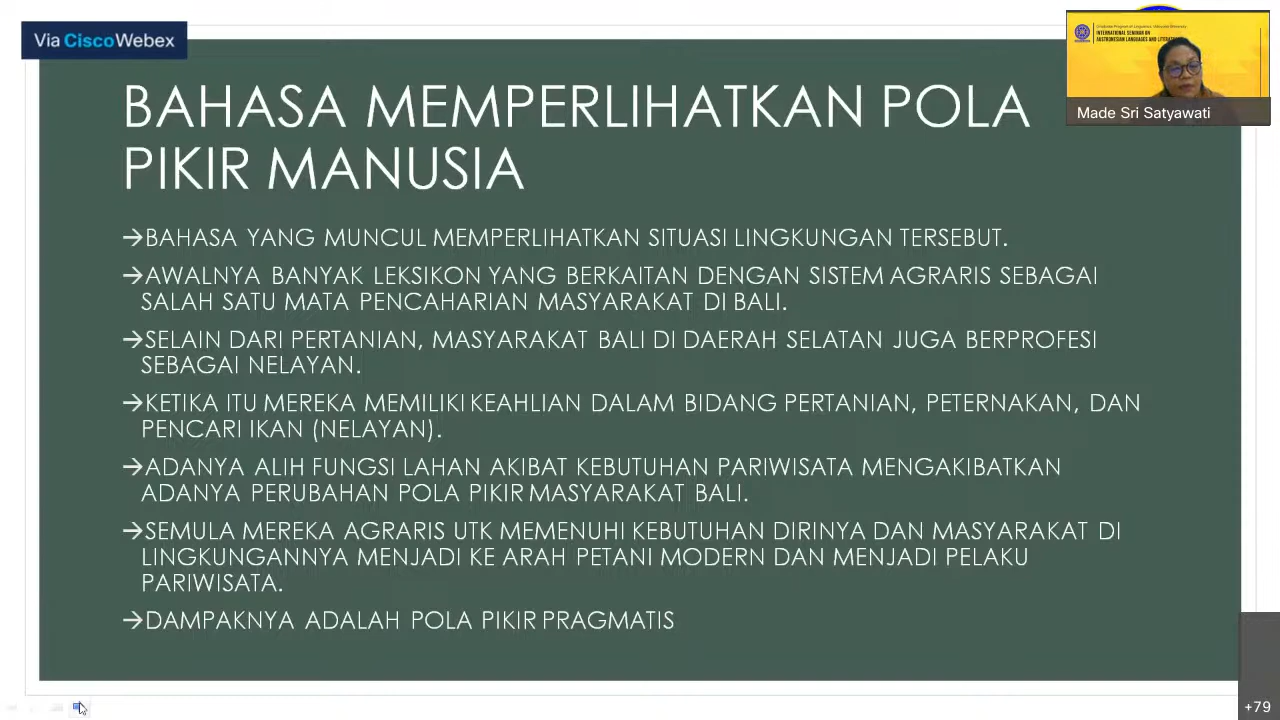 Via CiscoWebex
INTERNATIONAL SEMINAR ON
Made Sri Satyawati
BAHASA MEMPERLIHATKAN POLA
PIKIR MANUSIA
→BAHASA YANG MUNCUL MEMPERLIHATKAN SITUASI LINGKUNGAN TERSEBUT.
→AWALNYA BANYAK LEKSIKON YANG BERKAITAN DENGAN SISTEM AGRARIS SEBAGAI
SALAH SATU MATA PENCAHARIAN MASYARAKAT DI BALI.
→SELAIN DARI PERTANIAN, MASYARAKAT BALI DI DAERAH SELATAN JUGA BERPROFESI
SEBAGAI NELAYAN.
→KETIKA ITU MEREKA MEMILIKI KEAHLIAN DALAM BIDANG PERTANIAN, PETERNAKAN, DAN
PENCARI IKAN (NELAYAN).
→ADANYA ALIH FUNGSI LAHAN AKIBAT KEBUTUHAN PARIWISATA MENGAKIBATKAN
ADANYA PERUBAHAN POLA PIKIR MASYARAKAT BALI.
→SEMULA MEREKA AGRARIS UTK MEMENUHI KEBUTUHAN DIRINYA DAN MASYARAKAT DI
LINGKUNGANNYA MENJADI KE ARAH PETANI MODERN DAN MENJADI PELAKU
PARIWISATA.
→DAMPAKNYA ADALAH POLA PIKIR PRAGMATIS
+79